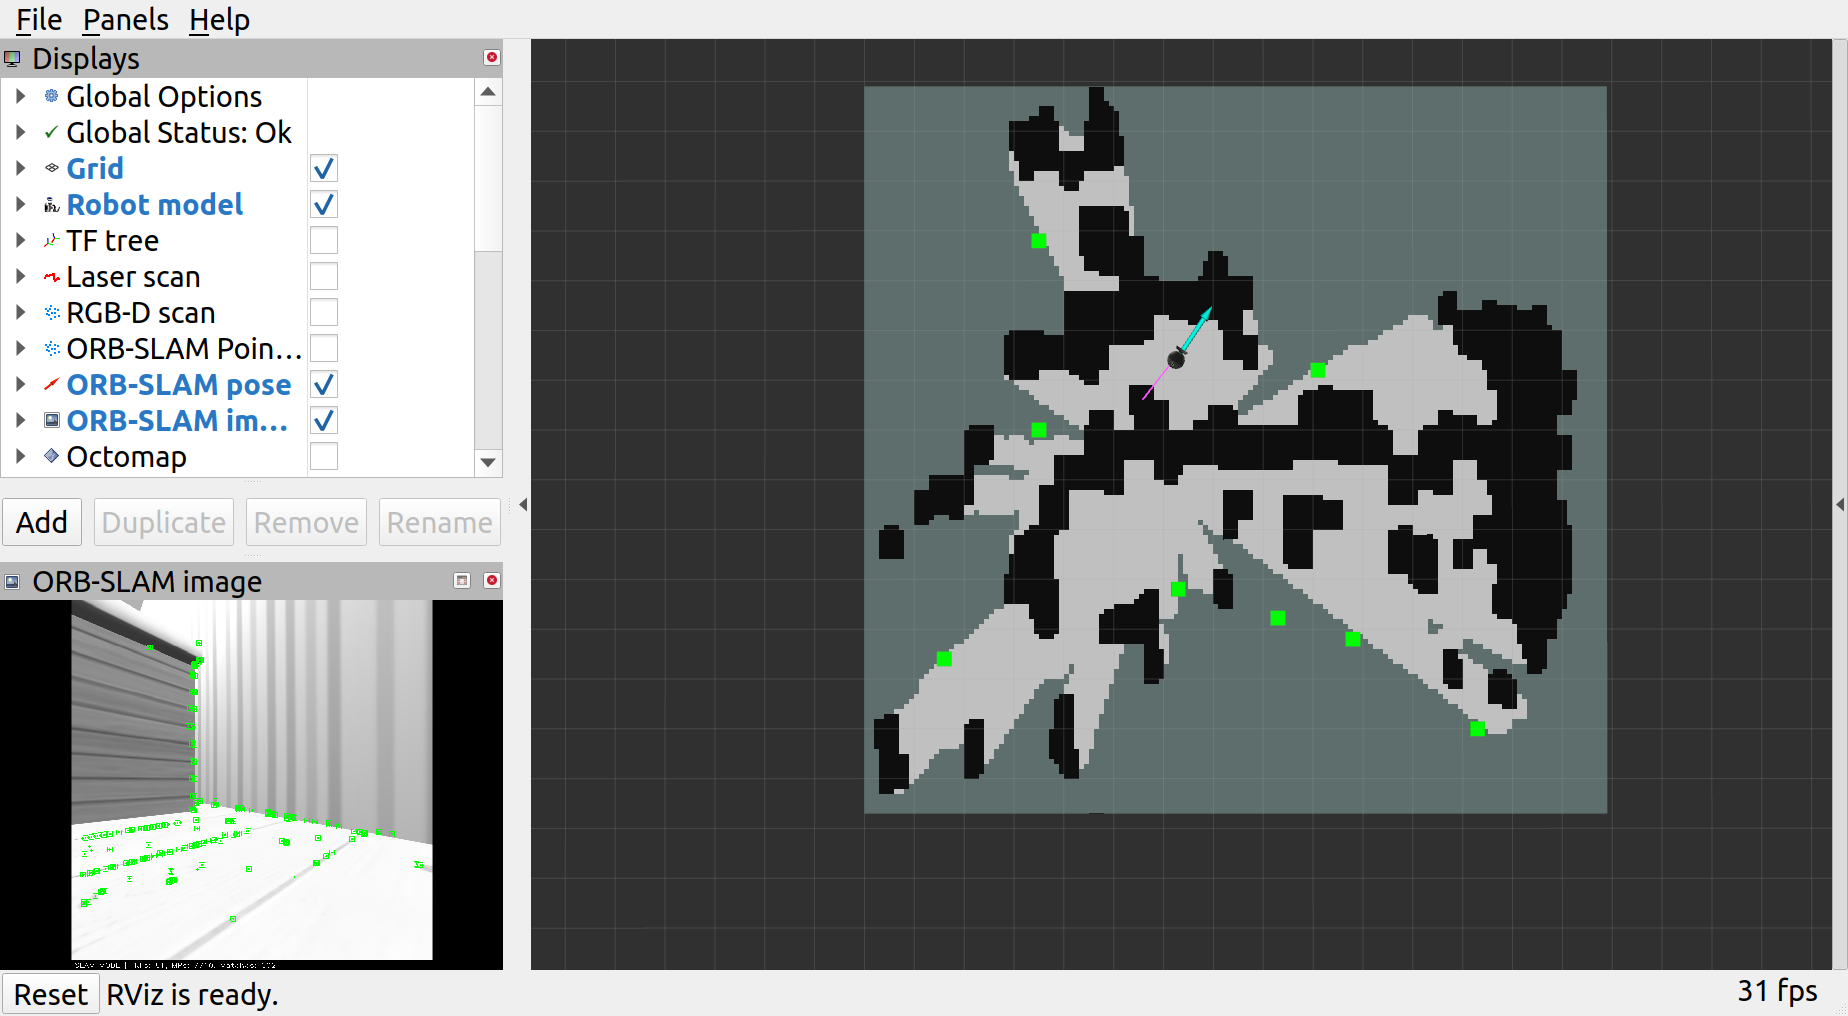 File Panels Help
Displays
Global Options
Global Status: Ok
Grid
Robot model
TF tree
Laser scan
RGB-D scan
ORB-SLAM Poin...
ORB-SLAM pose
ORB-SLAM im...
Octomap
Add Duplicate Remove Rename
ORB-SLAM image
SLAM MODE |
Reset RViz is ready.
31 fps